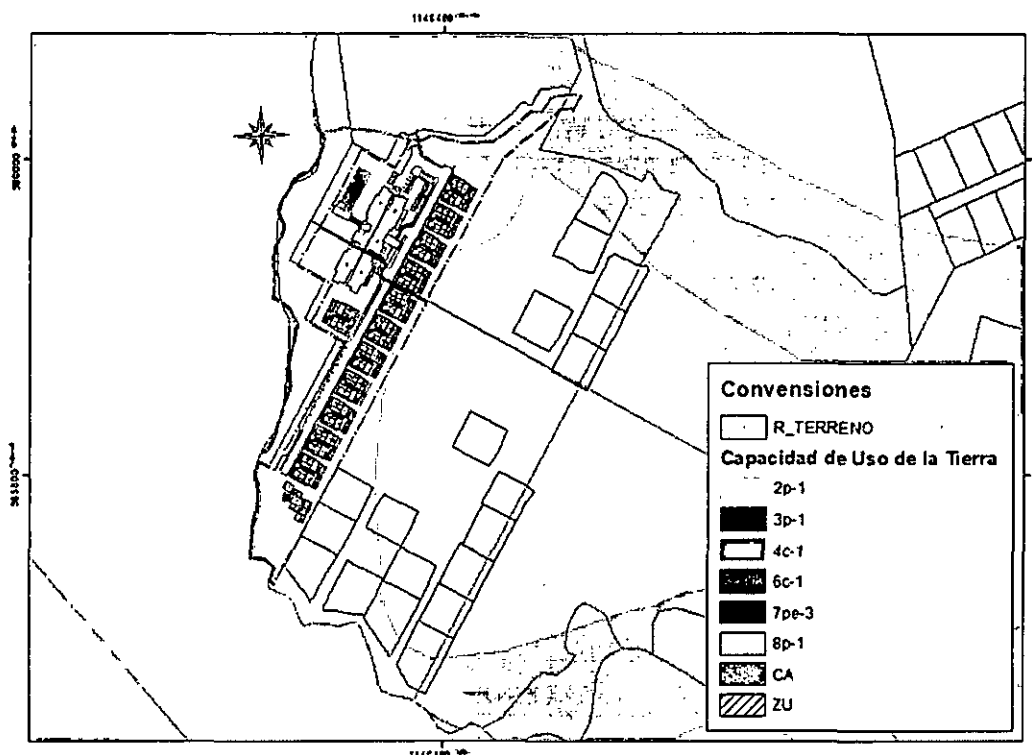 Convensiones
R_TERRENO
Capacidad de Uso de la Tierra
2p-1
3p-1
4c-1
6c-1
7pe-3
8p-1
CA
ZU